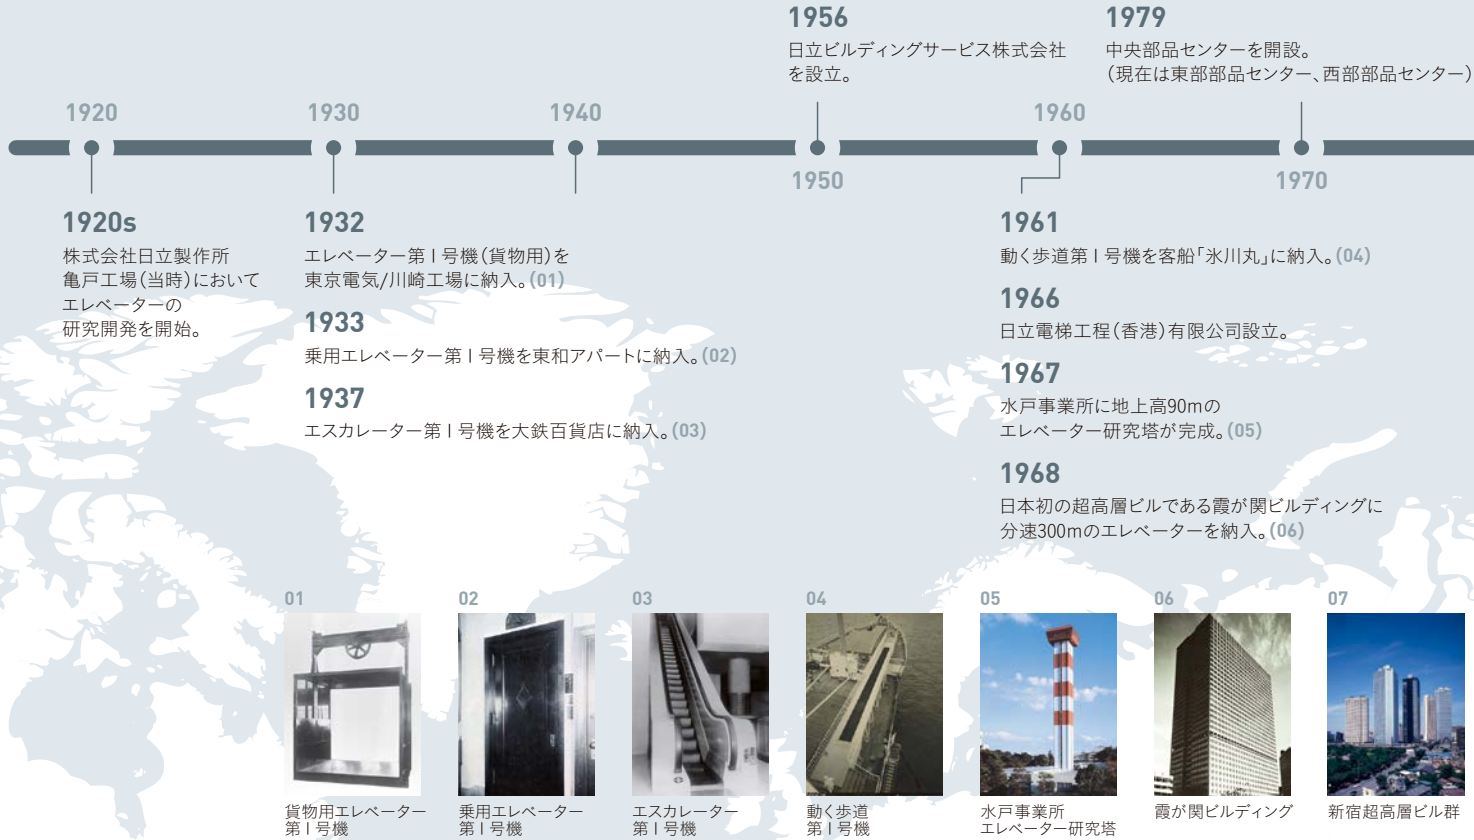 1956
日立ビルディングサービス株式会社
を設立。
1979
中央部品センターを開設。
（現在は東部部品センター、西部部品センター）
1920
1930
1940
1950
1960
1970
1920s
株式会社日立製作所
亀戸工場（当時）において
エレベーターの
研究開発を開始。
1932
エレベーター第1号機（貨物用）を
東京電気/川崎工場に納入。(01)
1933
乗用エレベーター第1号機を東和アパートに納入。(02)
1937
エスカレーター第1号機を大鉄百貨店に納入。(03)
1961
動く歩道第1号機を客船「氷川丸」に納入。(04)
1966
日立電梯工程（香港）有限公司設立。
1967
水戸事業所に地上高90mの
エレベーター研究塔が完成。(05)
1968
日本初の超高層ビルである霞が関ビルディングに
分速300mのエレベーターを納入。(06)
01
貨物用エレベーター
第1号機
02
乗用エレベーター
第1号機
03
エスカレーター
第1号機
04
動く歩道
第1号機
05
水戸事業所
エレベーター研究塔
06
霞が関ビルディング
07
新宿超高層ビル群